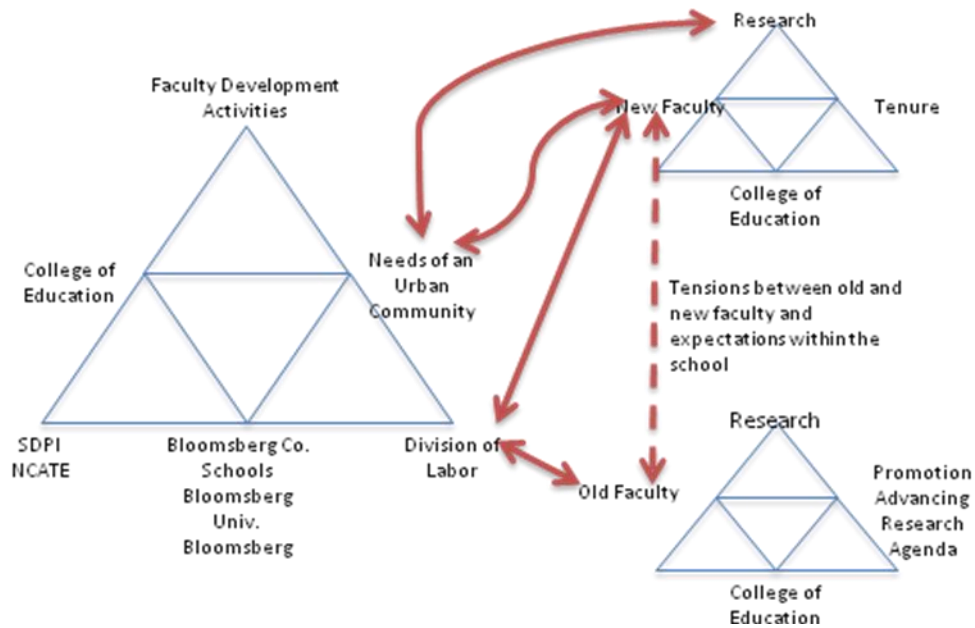 Research
Faculty Development
Activities
New Faculty
Tenure
College of
Education
Needs of an
Urban
Community
College of
Education
Tensions between old and
new faculty and
expectations within the
school
SDPI
NCATE
Bloomsberg Co.
Schools
Bloomsberg
Univ.
Bloomsberg
Division of
Labor
Research
Old Faculty
Promotion
Advancing
Research
Agenda
College of
Education